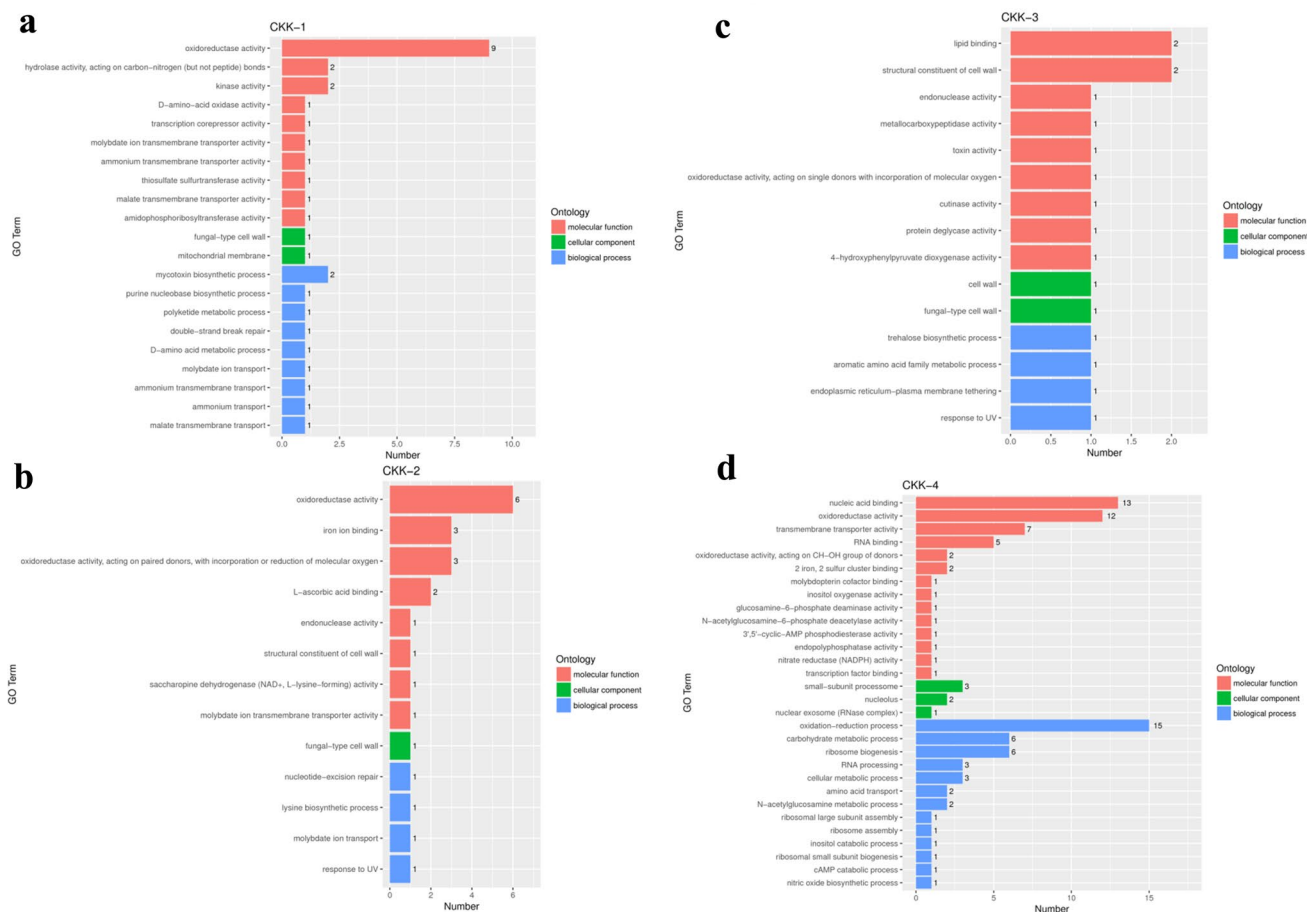 a
CKK-1
oxidoreductase activity 9
hydrolase activity, acting on carbon-nitrogen (but not peptide) bonds 2
kinase activity 2
D-amino-acid oxidase activity 1
transcription corepressor activity 1
molybdate ion transmembrane transporter activity 1
ammonium transmembrane transporter activity 1
thiosulfate sulfurtransferase activity 1
malate transmembrane transporter activity 1
amidophosphoribosyltransferase activity 1
fungal-type cell wall 1
mitochondrial membrane 1
mycotoxin biosynthetic process 2
purine nucleobase biosynthetic process 1
polyketide metabolic process 1
double-strand break repair 1
D-amino acid metabolic process 1
molybdate ion transport 1
ammonium transmembrane transport 1
ammonium transport 1
malate transmembrane transport 1
0.0 2.5 5.0 7.5 10.0
Number
GO Term
Ontology
molecular function
cellular component
biological process
b
CKK-2
oxidoreductase activity 6
iron ion binding 3
oxidoreductase activity, acting on paired donors, with incorporation or reduction of molecular oxygen 3
L-ascorbic acid binding 2
endonuclease activity 1
structural constituent of cell wall 1
saccharopine dehydrogenase (NAD+, L-lysine-forming) activity 1
molybdate ion transmembrane transporter activity 1
fungal-type cell wall 1
nucleotide-excision repair 1
lysine biosynthetic process 1
molybdate ion transport 1
response to UV 1
0 2 4 6
Number
GO Term
Ontology
molecular function
cellular component
biological process
c
CKK-3
lipid binding 2
structural constituent of cell wall 2
endonuclease activity 1
metallocarboxypeptidase activity 1
toxin activity 1
oxidoreductase activity, acting on single donors with incorporation of molecular oxygen 1
cutinase activity 1
protein deglycase activity 1
4-hydroxyphenylpyruvate dioxygenase activity 1
cell wall 1
fungal-type cell wall 1
trehalose biosynthetic process 1
aromatic amino acid family metabolic process 1
endoplasmic reticulum-plasma membrane tethering 1
response to UV 1
0.0 0.5 1.0 1.5 2.0
Number
GO Term
Ontology
molecular function
cellular component
biological process
d
CKK-4
nucleic acid binding 13
oxidoreductase activity 12
transmembrane transporter activity 7
RNA binding 5
oxidoreductase activity, acting on CH-OH group of donors 2
2 iron, 2 sulfur cluster binding 2
molybdopterin cofactor binding 1
inositol oxygenase activity 1
glucosamine-6-phosphate deaminase activity 1
N-acetylglucosamine-6-phosphate deacetylase activity 1
3',5'-cyclic-AMP phosphodiesterase activity 1
endopolyphosphatase activity 1
nitrate reductase (NADPH) activity 1
transcription factor binding 1
small-subunit processome 3
nucleolus 2
nuclear exosome (RNase complex) 1
oxidation-reduction process 15
carbohydrate metabolic process 6
ribosome biogenesis 6
RNA processing 3
cellular metabolic process 3
amino acid transport 2
N-acetylglucosamine metabolic process 2
ribosomal large subunit assembly 1
ribosome assembly 1
inositol catabolic process 1
ribosomal small subunit biogenesis 1
cAMP catabolic process 1
nitric oxide biosynthetic process 1
0 5 10 15
Number
GO Term
Ontology
molecular function
cellular component
biological process